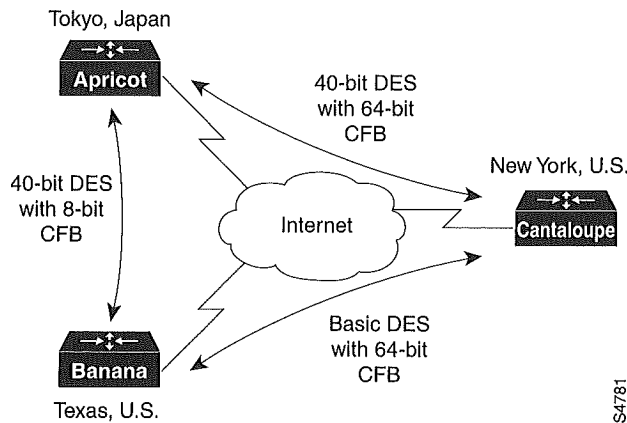 Tokyo, Japan
Apricot
40-bit DES
with 64-bit
CFB
New York, U.S.
Cantaloupe
40-bit DES
with 8-bit
CFB
Internet
Basic DES
with 64-bit
CFB
Banana
Texas, U.S.
S4781